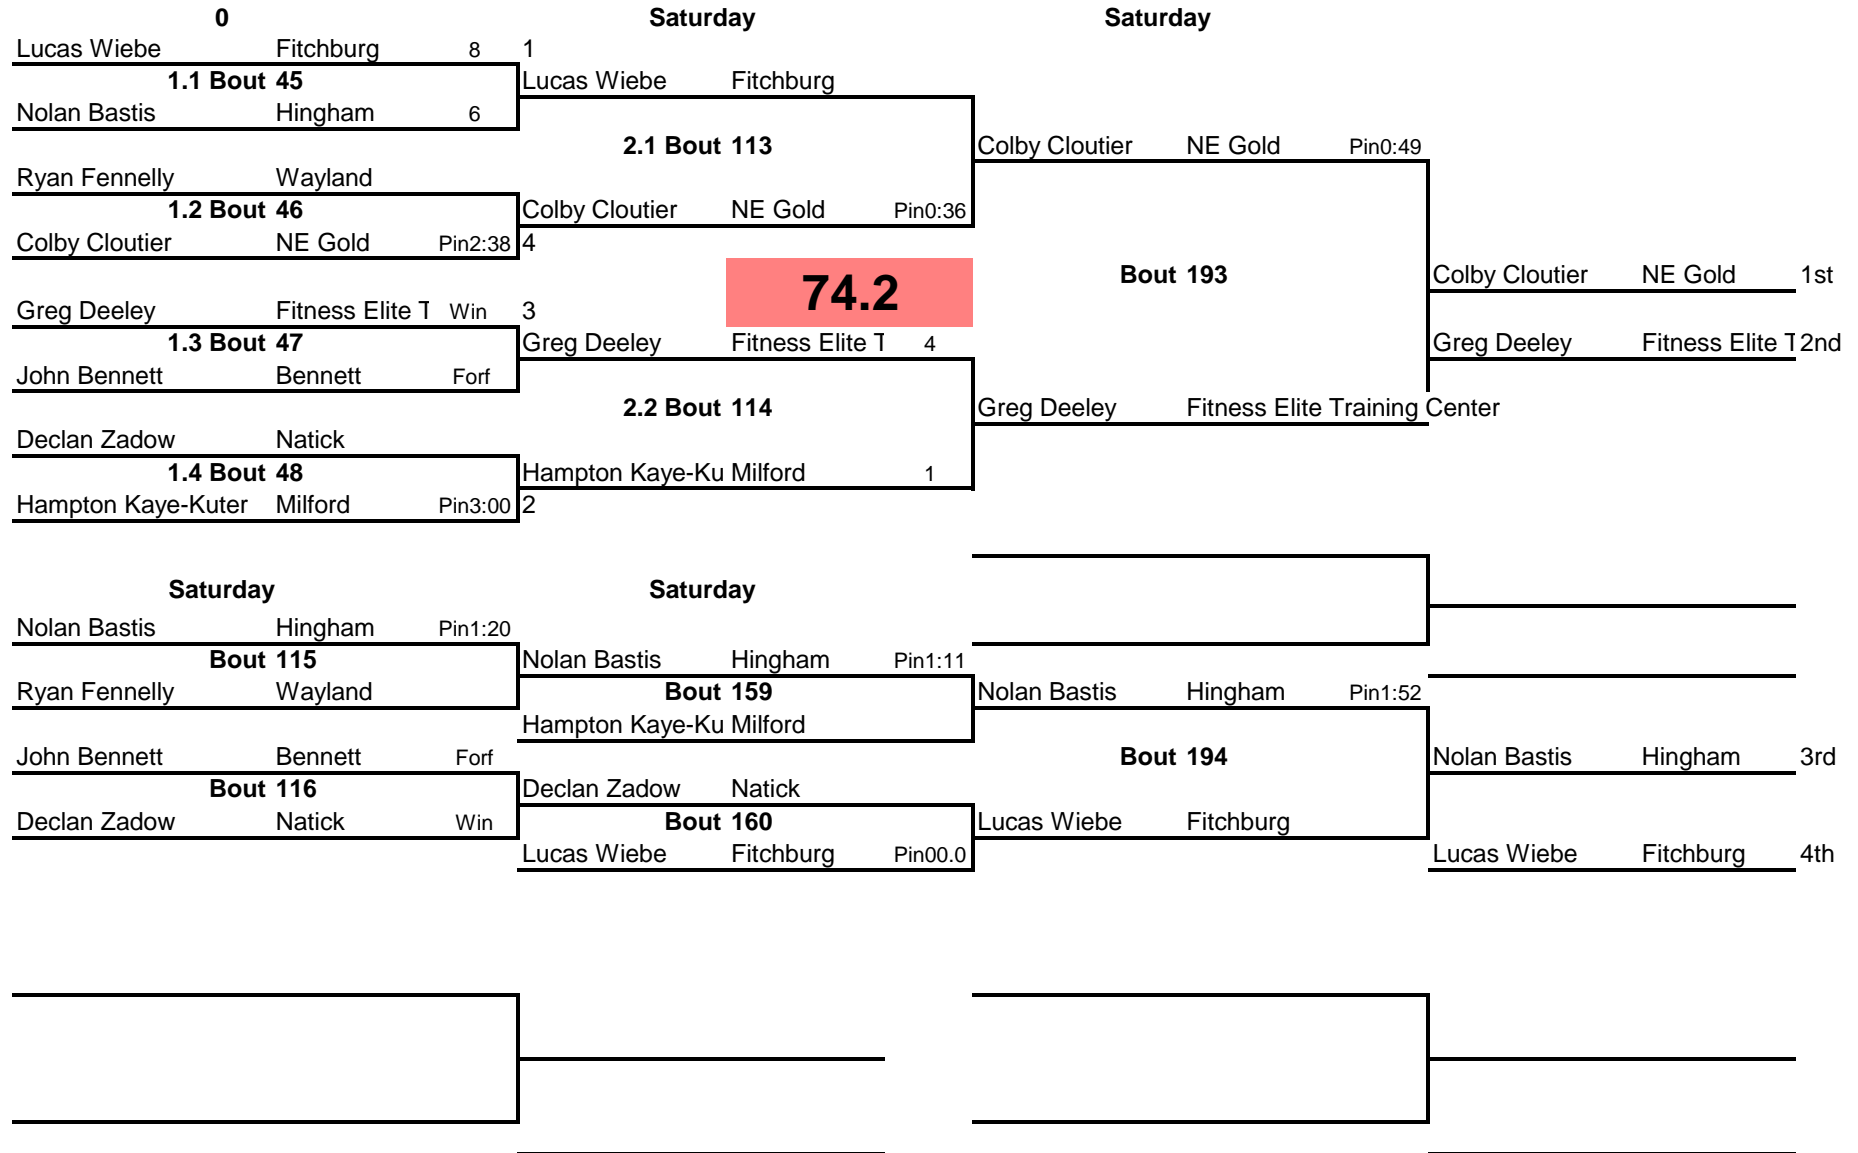 0 Saturday Saturday
Lucas Wiebe Fitchburg 8 1
1.1 Bout 45 Lucas Wiebe Fitchburg
Nolan Bastis Hingham 6
2.1 Bout 113 Colby Cloutier NE Gold Pin0:49
Ryan Fennelly Wayland
1.2 Bout 46 Colby Cloutier NE Gold Pin0:36
Colby Cloutier NE Gold Pin2:38 4
74.2 Bout 193 Colby Cloutier NE Gold 1st
Greg Deeley Fitness Elite T Win 3
1.3 Bout 47 Greg Deeley Fitness Elite T 4 Greg Deeley Fitness Elite T 2nd
John Bennett Bennett Forf
2.2 Bout 114 Greg Deeley Fitness Elite Training Center
Declan Zadow Natick
1.4 Bout 48 Hampton Kaye-Ku Milford 1
Hampton Kaye-Kuter Milford Pin3:00 2
Saturday Saturday
Nolan Bastis Hingham Pin1:20
Bout 115 Nolan Bastis Hingham Pin1:11
Ryan Fennelly Wayland Bout 159 Nolan Bastis Hingham Pin1:52
Hampton Kaye-Ku Milford
John Bennett Bennett Forf Bout 194 Nolan Bastis Hingham 3rd
Bout 116 Declan Zadow Natick
Declan Zadow Natick Win Bout 160 Lucas Wiebe Fitchburg
Lucas Wiebe Fitchburg Pin00.0 Lucas Wiebe Fitchburg 4th